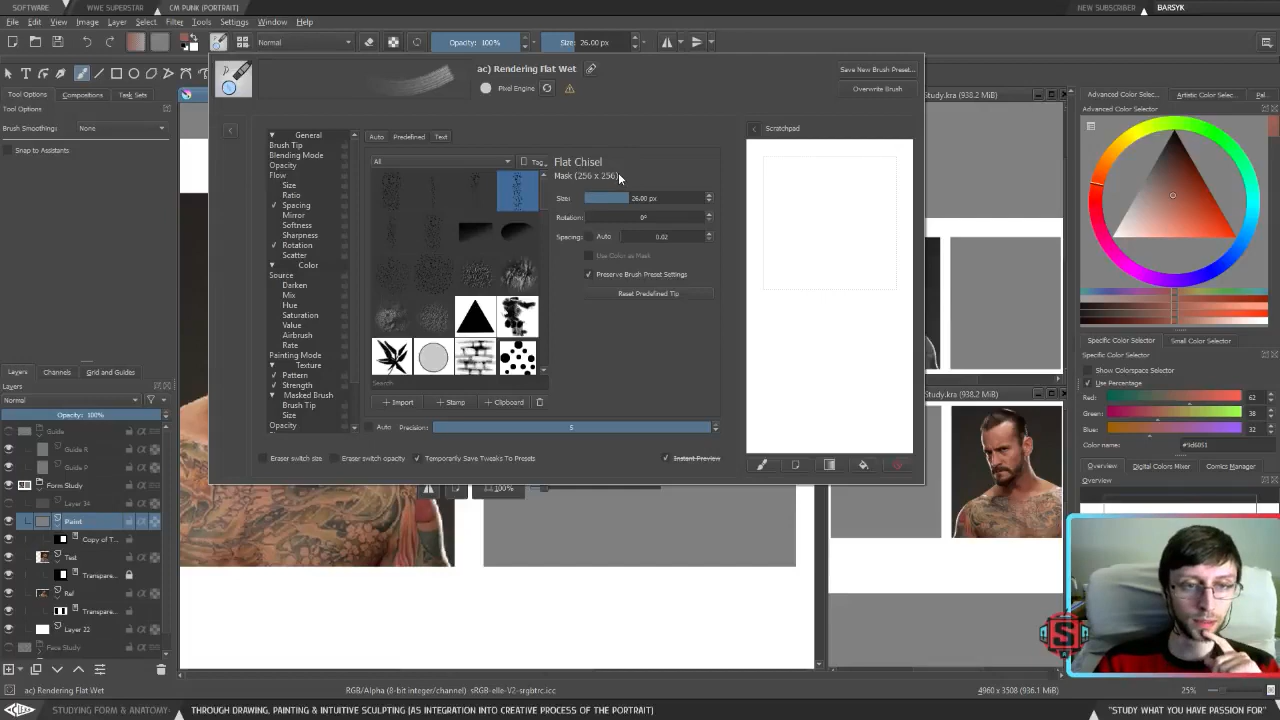 SOFTWARE
WWE SUPERSTAR
CM PUNK (PORTRAIT)
NEW SUBSCRIBER
BARSYK
File Edit View Image Layer Select Filter Tools Settings Window Help
Normal
Opacity: 100%
Size: 26.00 px
Tool Options
Compositions
Task Sets
Tool Options
Brush Smoothing: None
Snap to Assistants
ac) Rendering Flat Wet
Pixel Engine
Save New Brush Preset...
Overwrite Brush
General
Brush Tip
Blending Mode
Opacity
Flow
Size
Ratio
Spacing
Mirror
Softness
Sharpness
Rotation
Scatter
Color
Source
Darken
Mix
Hue
Saturation
Value
Airbrush
Rate
Painting Mode
Texture
Pattern
Strength
Masked Brush
Brush Tip
Size
Opacity
Auto Predefined Text
All
Tag
Search
Import
Stamp
Clipboard
Flat Chisel
Mask (256 x 256)
Size: 26.00 px
Rotation: 0°
Spacing: Auto 0.02
Use Color as Mask
Preserve Brush Preset Settings
Reset Predefined Tip
Auto Precision: 5
Eraser switch size
Eraser switch opacity
Temporarily Save Tweaks To Presets
Instant Preview
Scratchpad
100%
Study.kra (938.2 MiB)
Study.kra (938.2 MiB)
Advanced Color Selec...
Artistic Color Selec...
Pal...
Advanced Color Selector
Specific Color Selector
Small Color Selector
Specific Color Selector
Show Colorspace Selector
Use Percentage
Red: 62
Green: 38
Blue: 32
Color name: #9d6051
Overview
Digital Colors Mixer
Comics Manager
Overview
Layers
Channels
Grid and Guides
Layers
Normal
Opacity: 100%
Guide
Guide R
Guide P
Form Study
Layer 34
Paint
Copy of T...
Test
Transpare...
Ref
Transpare...
Layer 22
Face Study
ac) Rendering Flat Wet
RGB/Alpha (8-bit integer/channel) sRGB-elle-V2-srgbtrc.icc
4960 x 3508 (936.1 MiB)
25%
STUDYING FORM & ANATOMY
THROUGH DRAWING, PAINTING & INTUITIVE SCULPTING (AS INTEGRATION INTO CREATIVE PROCESS OF THE PORTRAIT)
"STUDY WHAT YOU HAVE PASSION FOR"